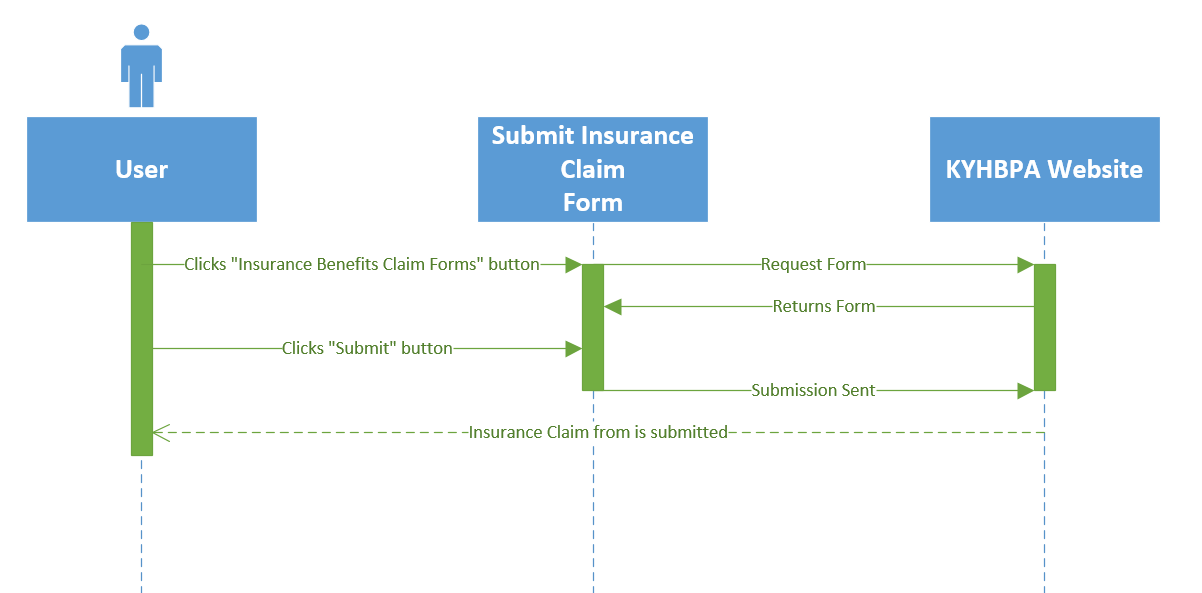 User
Submit Insurance
Claim
Form
KYHBPA Website
Clicks "Insurance Benefits Claim Forms" button
Request Form
Returns Form
Clicks "Submit" button
Submission Sent
Insurance Claim from is submitted